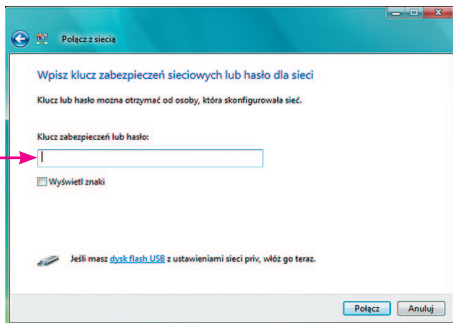 Połącz z siecią
Wpisz klucz zabezpieczeń sieciowych lub hasło dla sieci
Klucz lub hasło można otrzymać od osoby, która skonfigurowała sieć.
Klucz zabezpieczeń lub hasło:
Wyświetl znaki
Jeśli masz dysk flash USB z ustawieniami sieci priv, włóż go teraz.
Połącz Anuluj